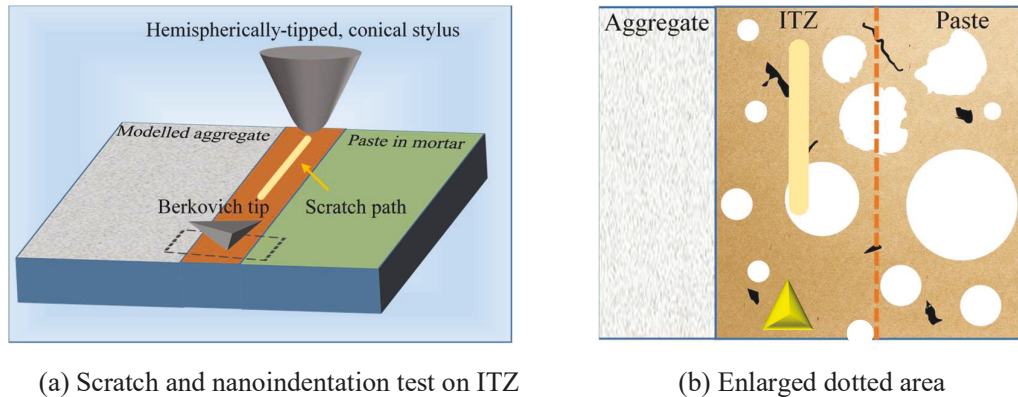 Hemispherically-tipped, conical stylus
Modelled aggregate
Paste in mortar
Berkovich tip
Scratch path
(a) Scratch and nanoindentation test on ITZ
Aggregate
ITZ
Paste
(b) Enlarged dotted area